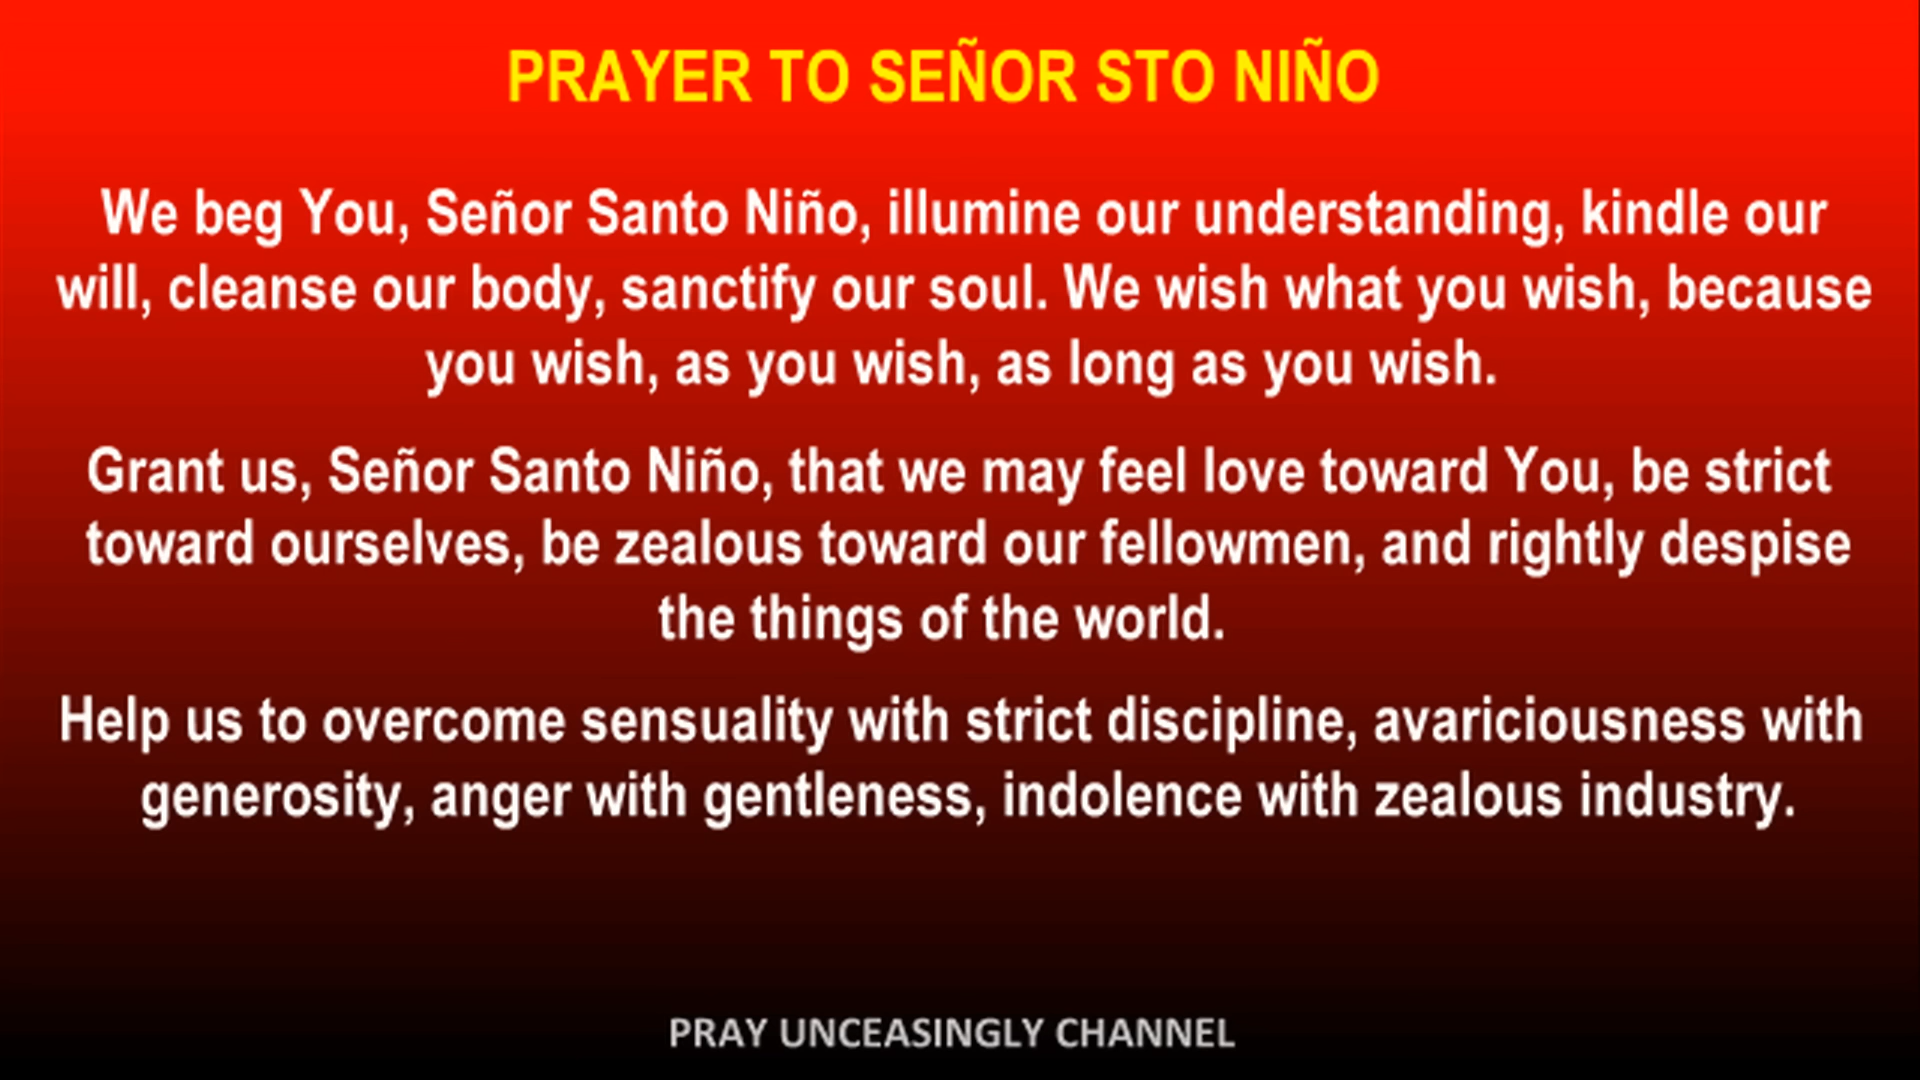 PRAYER TO SEÑOR STO NIÑO
We beg You, Señor Santo Niño, illumine our understanding, kindle our
will, cleanse our body, sanctify our soul. We wish what you wish, because
you wish, as you wish, as long as you wish.
Grant us, Señor Santo Niño, that we may feel love toward You, be strict
toward ourselves, be zealous toward our fellowmen, and rightly despise
the things of the world.
Help us to overcome sensuality with strict discipline, avariciousness with
generosity, anger with gentleness, indolence with zealous industry.
PRAY UNCEASINGLY CHANNEL